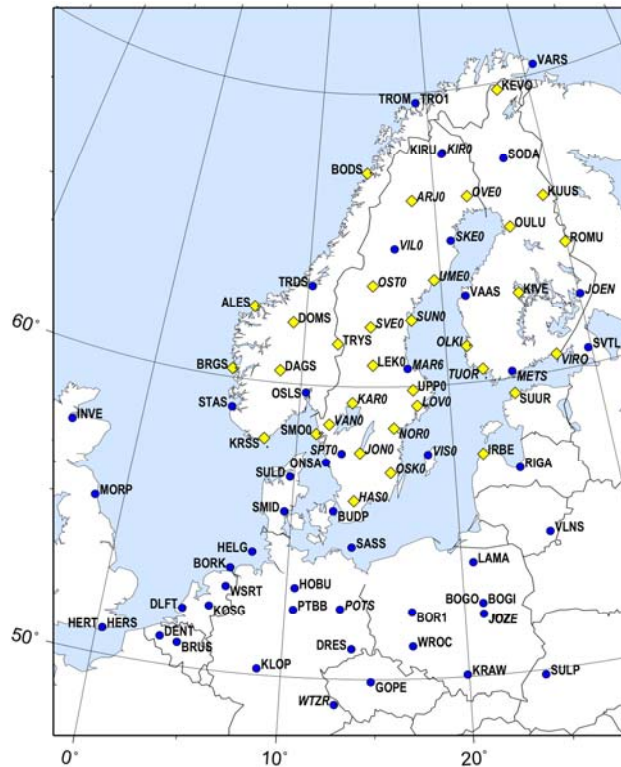 VARS
KEVO
TROM TRO1
KIRU KIR0
SODA
BODS
ARJ0 OVE0 KUUS
OULU
SKE0 ROMU
VIL0
UME0
TRDS OST0 VAAS KIVE JOEN
ALES
DOMS SVE0 SUN0
60°
TRYS OLKI SVTL
VIRO
BRGS DAGS LEK0 MAR6 TUOR METS
UPP0 SUUR
STAS OSLS KAR0 LOV0
INVE
VAN0
KRSS SMO0 NOR0
SPT0 JON0 VIS0 IRBE
ONSA RIGA
SULD OSK0
MORP
HAS0
SMID BUDP
VLNS
HELG SASS
BORK LAMA
WSRT HOBU
DLFT KOSG PTBB POTS BOGO BOGI
BOR1 JOZE
HERT HERS
DENT BRUS
DRES WROC
50°
KLOP KRAW SULP
GOPE
WTZR
0° 10° 20°